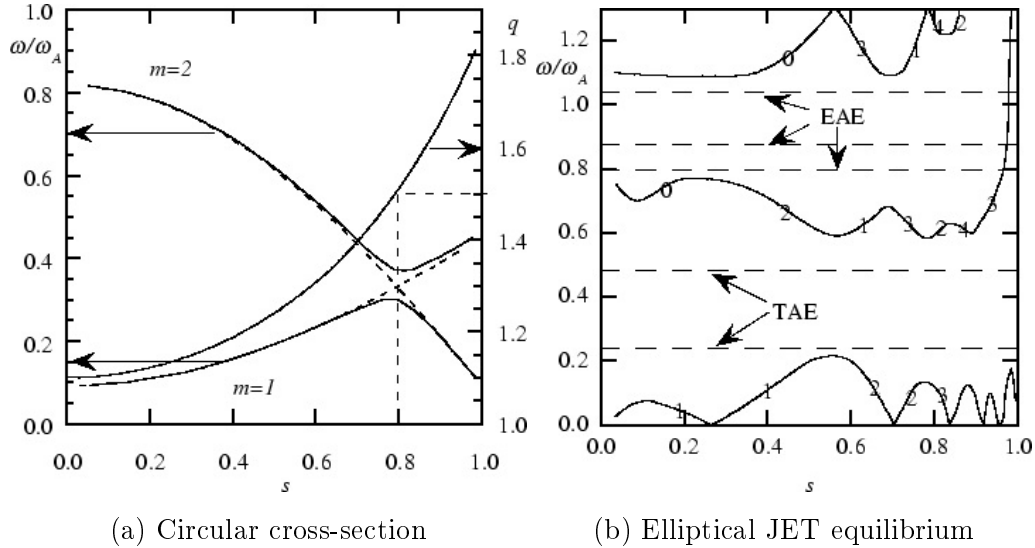 1.0
ω/ω_A
0.8
0.6
0.4
0.2
0.0
m=2
m=1
q
1.8
1.6
1.4
1.2
1.0
0.0 0.2 0.4 0.6 0.8 1.0
s
(a) Circular cross-section
1.2
ω/ω_A
1.0
0.8
0.6
0.4
0.2
0.0
0 3 1 4 2
EAE
0 2 1 3 2 4 3
TAE
1 1 2 2 3
0.0 0.2 0.4 0.6 0.8 1.0
s
(b) Elliptical JET equilibrium